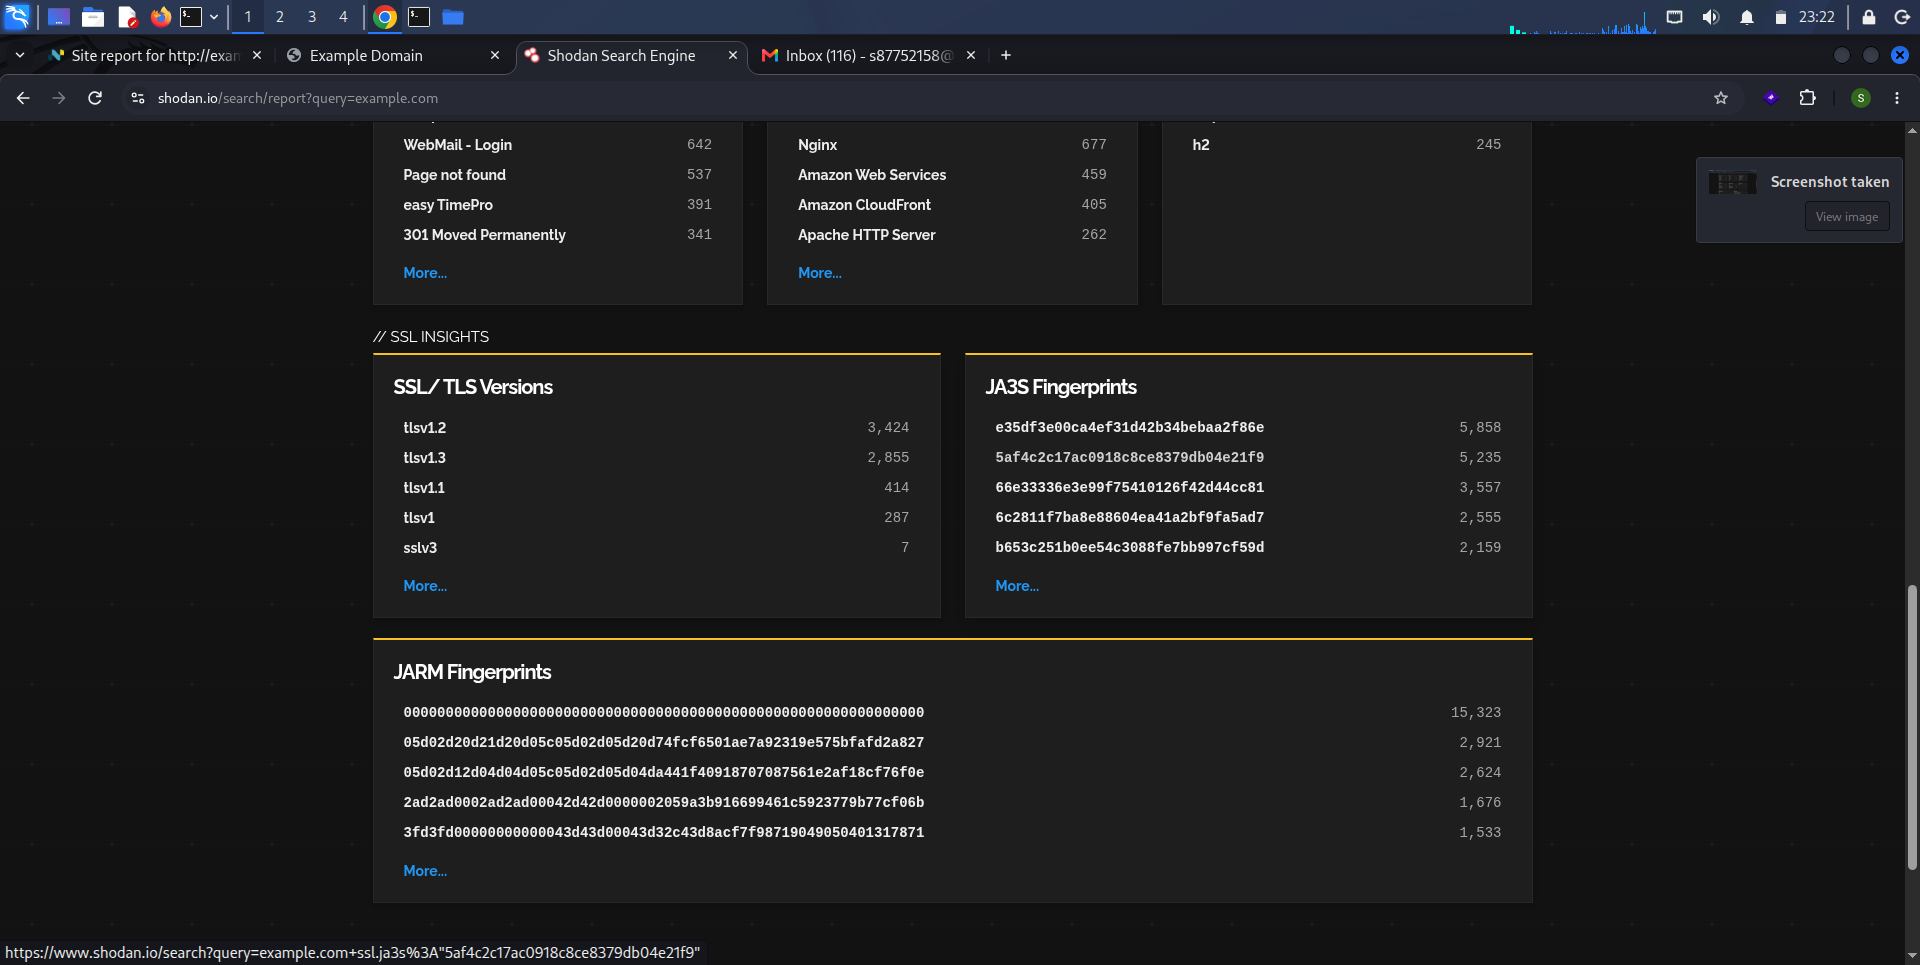 1 2 3 4 23:22
Site report for http://exam
Example Domain
Shodan Search Engine
Inbox (116) - s87752158@
shodan.io/search/report?query=example.com
S
WebMail - Login 642
Page not found 537
easy TimePro 391
301 Moved Permanently 341
More...
Nginx 677
Amazon Web Services 459
Amazon CloudFront 405
Apache HTTP Server 262
More...
h2 245
Screenshot taken
View image
// SSL INSIGHTS
SSL/ TLS Versions
tlsv1.2 3,424
tlsv1.3 2,855
tlsv1.1 414
tlsv1 287
sslv3 7
More...
JA3S Fingerprints
e35df3e00ca4ef31d42b34bebaa2f86e 5,858
5af4c2c17ac0918c8ce8379db04e21f9 5,235
66e33336e3e99f75410126f42d44cc81 3,557
6c2811f7ba8e88604ea41a2bf9fa5ad7 2,555
b653c251b0ee54c3088fe7bb997cf59d 2,159
More...
JARM Fingerprints
00000000000000000000000000000000000000000000000000000000000000 15,323
05d02d20d21d20d05c05d02d05d20d74fcf6501ae7a92319e575bfafd2a827 2,921
05d02d12d04d04d05c05d02d05d04da441f40918707087561e2af18cf76f0e 2,624
2ad2ad0002ad2ad00042d42d0000002059a3b916699461c5923779b77cf06b 1,676
3fd3fd00000000000043d43d00043d32c43d8acf7f98719049050401317871 1,533
More...
https://www.shodan.io/search?query=example.com+ssl.ja3s%3A"5af4c2c17ac0918c8ce8379db04e21f9"